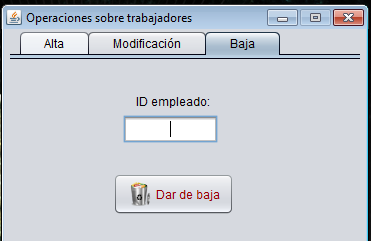 Operaciones sobre trabajadores
Alta Modificación Baja
ID empleado:
Dar de baja